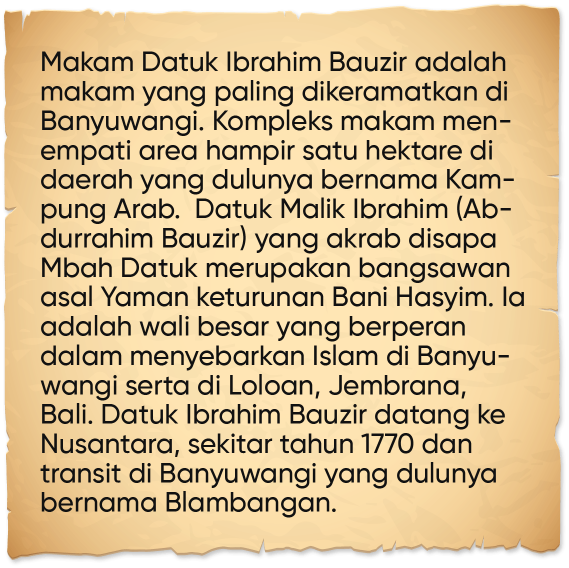 Makam Datuk Ibrahim Bauzir adalah
makam yang paling dikeramatkan di
Banyuwangi. Kompleks makam men-
empati area hampir satu hektare di
daerah yang dulunya bernama Kam-
pung Arab.  Datuk Malik Ibrahim (Ab-
durrahim Bauzir) yang akrab disapa
Mbah Datuk merupakan bangsawan
asal Yaman keturunan Bani Hasyim. Ia
adalah wali besar yang berperan
dalam menyebarkan Islam di Banyu-
wangi serta di Loloan, Jembrana,
Bali. Datuk Ibrahim Bauzir datang ke
Nusantara, sekitar tahun 1770 dan
transit di Banyuwangi yang dulunya
bernama Blambangan.